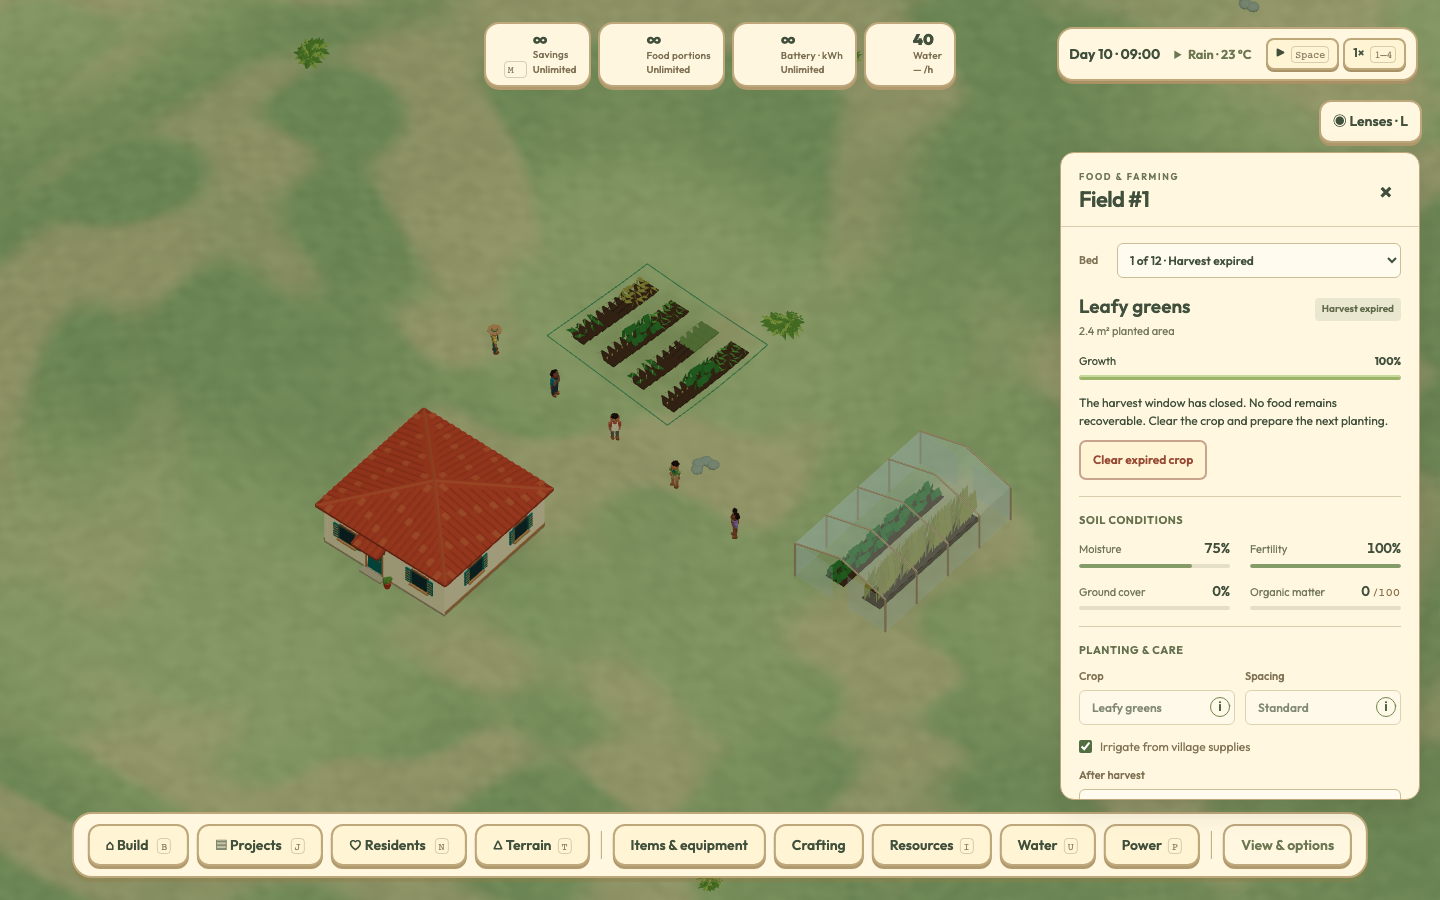 ∞
Savings
M Unlimited
∞
Food portions
Unlimited
∞
Battery · kWh
Unlimited
40
Water
— /h
Day 10 · 09:00 Rain · 23 °C Space 1× 1–4
Lenses · L
FOOD & FARMING
Field #1
Bed 1 of 12 · Harvest expired
Leafy greens Harvest expired
2.4 m² planted area
Growth 100%
The harvest window has closed. No food remains
recoverable. Clear the crop and prepare the next planting.
Clear expired crop
SOIL CONDITIONS
Moisture 75% Fertility 100%
Ground cover 0% Organic matter 0 /100
PLANTING & CARE
Crop Spacing
Leafy greens i Standard i
Irrigate from village supplies
After harvest
Build B Projects J Residents N Terrain T Items & equipment Crafting Resources I Water U Power P View & options